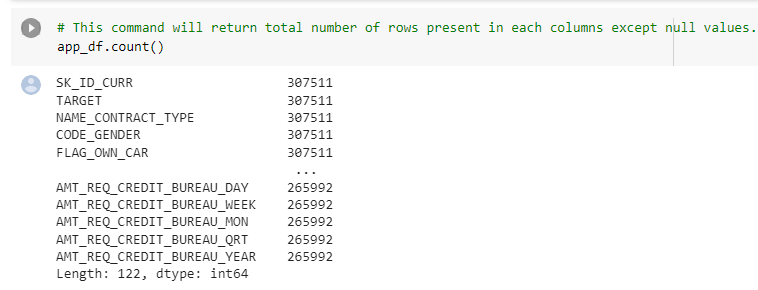 # This command will return total number of rows present in each columns except null values.
app_df.count()
SK_ID_CURR 307511
TARGET 307511
NAME_CONTRACT_TYPE 307511
CODE_GENDER 307511
FLAG_OWN_CAR 307511
...
AMT_REQ_CREDIT_BUREAU_DAY 265992
AMT_REQ_CREDIT_BUREAU_WEEK 265992
AMT_REQ_CREDIT_BUREAU_MON 265992
AMT_REQ_CREDIT_BUREAU_QRT 265992
AMT_REQ_CREDIT_BUREAU_YEAR 265992
Length: 122, dtype: int64